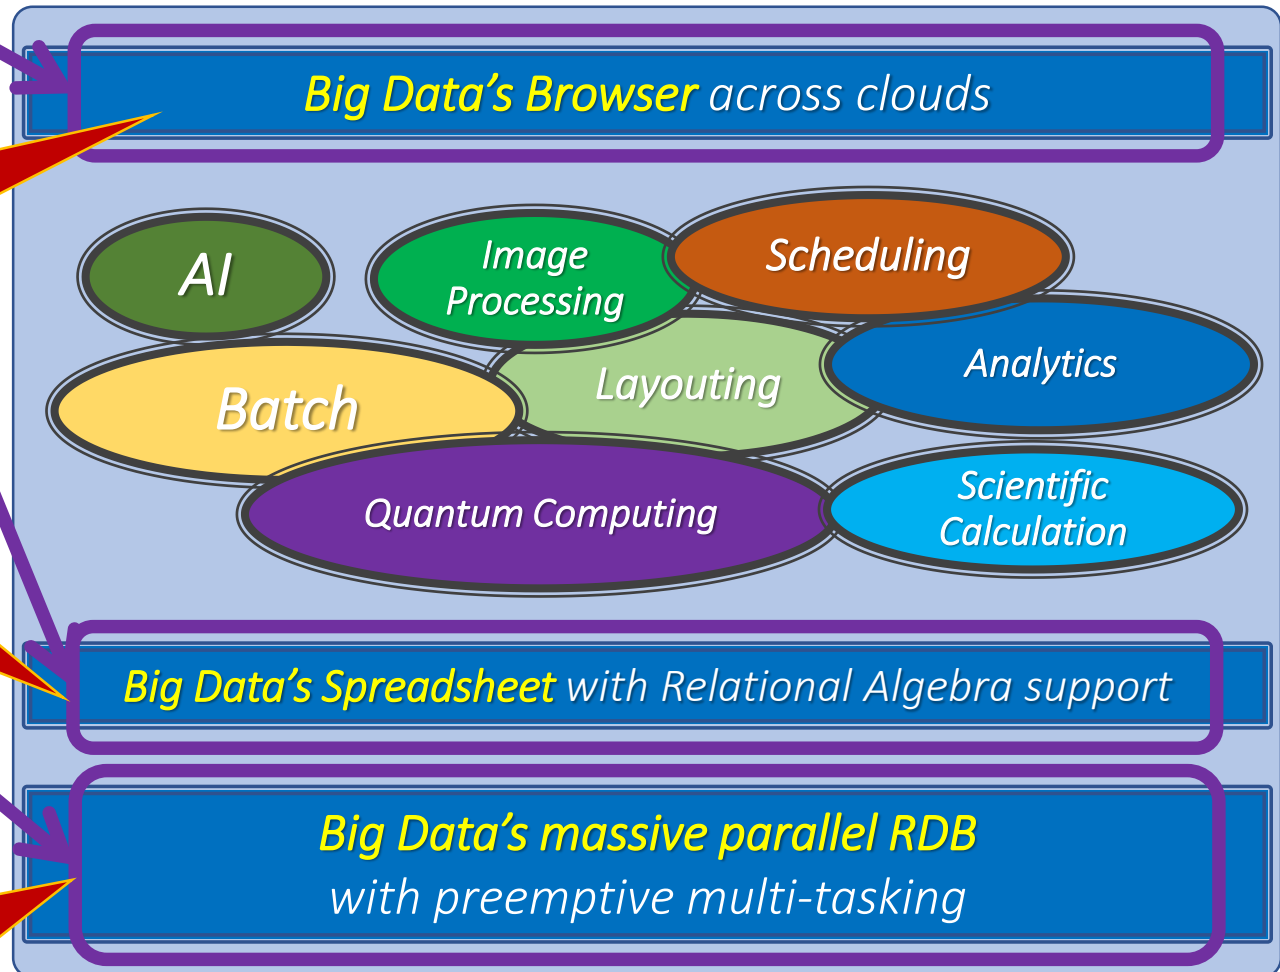 Big Data’s Browser across clouds
AI
Image
Processing
Scheduling
Batch
Layouting
Analytics
Quantum Computing
Scientific
Calculation
Big Data’s Spreadsheet with Relational Algebra support
Big Data’s massive parallel RDB
with preemptive multi-tasking